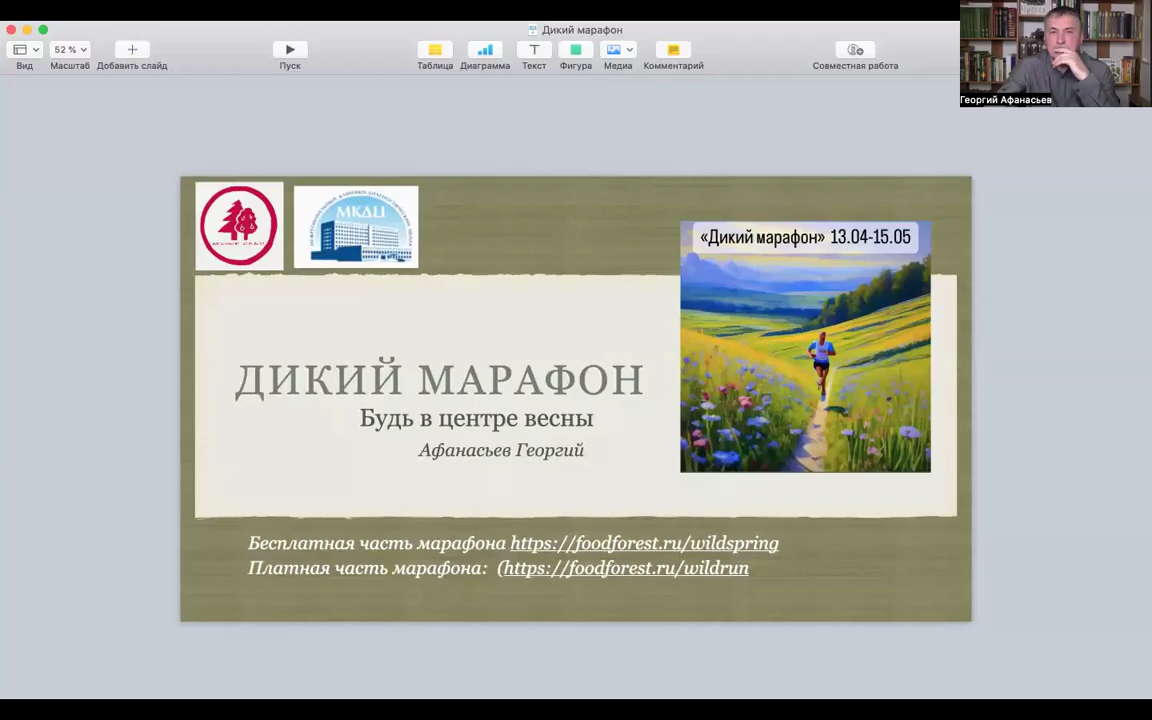 Дикий марафон
52 %
Вид
Масштаб
Добавить слайд
Пуск
Таблица
Диаграмма
Текст
Фигура
Медиа
Комментарий
Совместная работа
Георгий Афанасьев
МКДЦ
«Дикий марафон» 13.04-15.05
ДИКИЙ МАРАФОН
Будь в центре весны
Афанасьев Георгий
Бесплатная часть марафона https://foodforest.ru/wildspring
Платная часть марафона: (https://foodforest.ru/wildrun